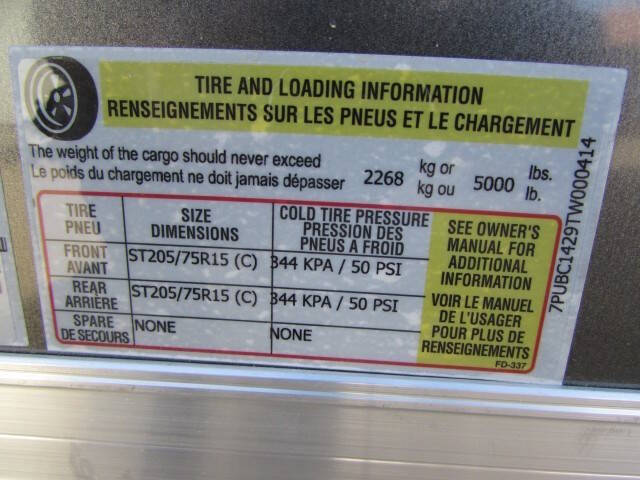 TIRE AND LOADING INFORMATION
RENSEIGNEMENTS SUR LES PNEUS ET LE CHARGEMENT
The weight of the cargo should never exceed
Le poids du chargement ne doit jamais dépasser
2268
kg or
kg ou
5000
lbs.
lb.
TIRE
PNEU
SIZE
DIMENSIONS
COLD TIRE PRESSURE
PRESSION DES
PNEUS A FROID
FRONT
AVANT
ST205/75R15 (C)
344 KPA / 50 PSI
REAR
ARRIERE
ST205/75R15 (C)
344 KPA / 50 PSI
SPARE
DE SECOURS
NONE
NONE
SEE OWNER'S
MANUAL FOR
ADDITIONAL
INFORMATION
VOIR LE MANUEL
DE L'USAGER
POUR PLUS DE
RENSEIGNEMENTS
FD-337
7PUBC1429TW000414